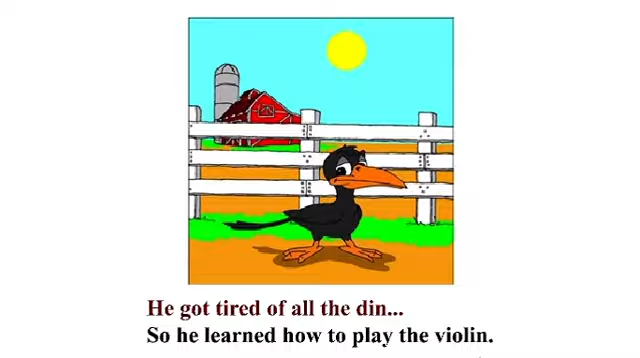 He got tired of all the din...
So he learned how to play the violin.